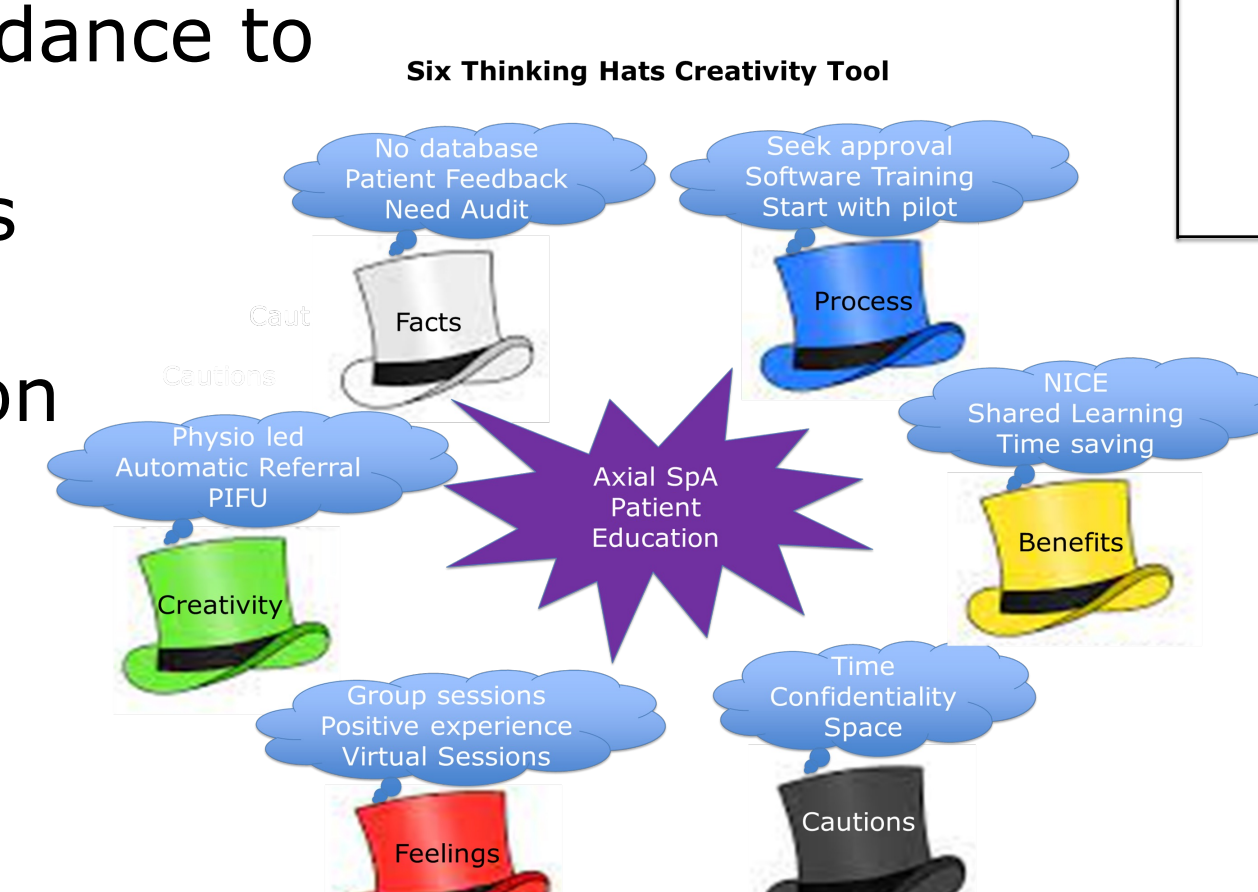 dance to
Six Thinking Hats Creativity Tool
No database
Patient Feedback
Need Audit
Seek approval
Software Training
Start with pilot
s
Facts
Process
Caut
Cautions
on
NICE
Shared Learning
Time saving
Physio led
Automatic Referral
PIFU
Axial SpA
Patient
Education
Benefits
Creativity
Group sessions
Positive experience
Virtual Sessions
Time
Confidentiality
Space
Feelings
Cautions